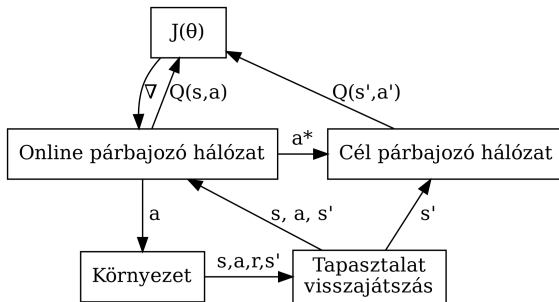 J(θ)
∇
Q(s,a)
Q(s',a')
Online párbajozó hálózat
a*
Cél párbajozó hálózat
a
s, a, s'
s'
Környezet
s,a,r,s'
Tapasztalat
visszajátszás